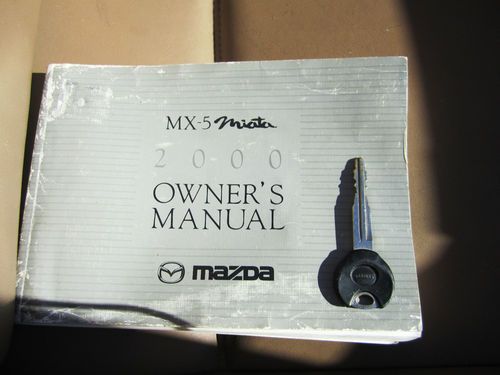 MX-5 Miata
2000
OWNER'S
MANUAL
mazda